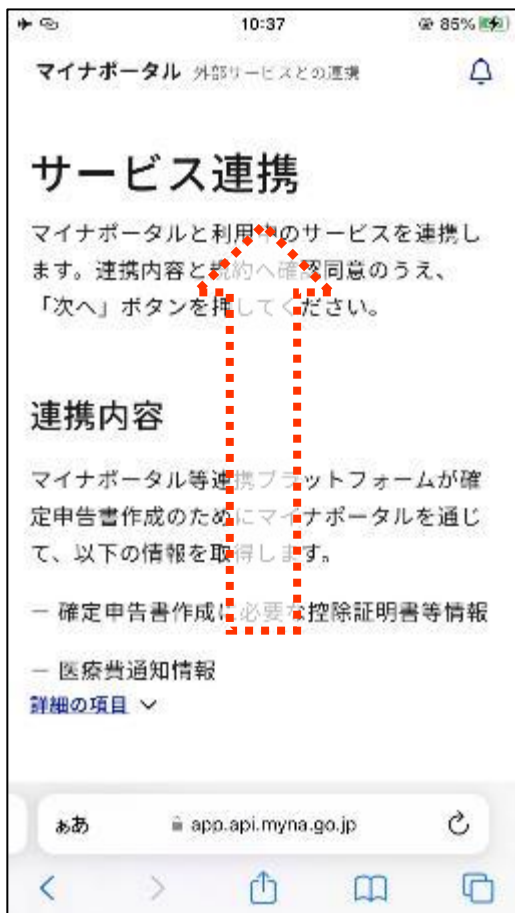 10:37
85%
マイナポータル 外部サービスとの連携
サービス連携
マイナポータルと利用中のサービスを連携し
ます。連携内容と規約へ確認同意のうえ、
「次へ」ボタンを押してください。
連携内容
マイナポータル等連携プラットフォームが確
定申告書作成のためにマイナポータルを通じ
て、以下の情報を取得します。
― 確定申告書作成に必要な控除証明書等情報
― 医療費通知情報
詳細の項目
ぁあ app.api.myna.go.jp